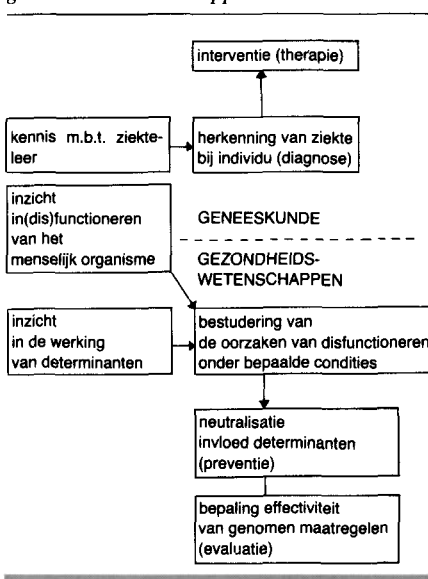 interventie (therapie)
kennis m.b.t. ziekte-
leer
herkenning van ziekte
bij individu (diagnose)
inzicht
in(dis)functioneren
van het
menselijk organisme
GENEESKUNDE
GEZONDHEIDS-
WETENSCHAPPEN
inzicht
in de werking
van determinanten
bestudering van
de oorzaken van disfunctioneren
onder bepaalde condities
neutralisatie
invloed determinanten
(preventie)
bepaling effectiviteit
van genomen maatregelen
(evaluatie)